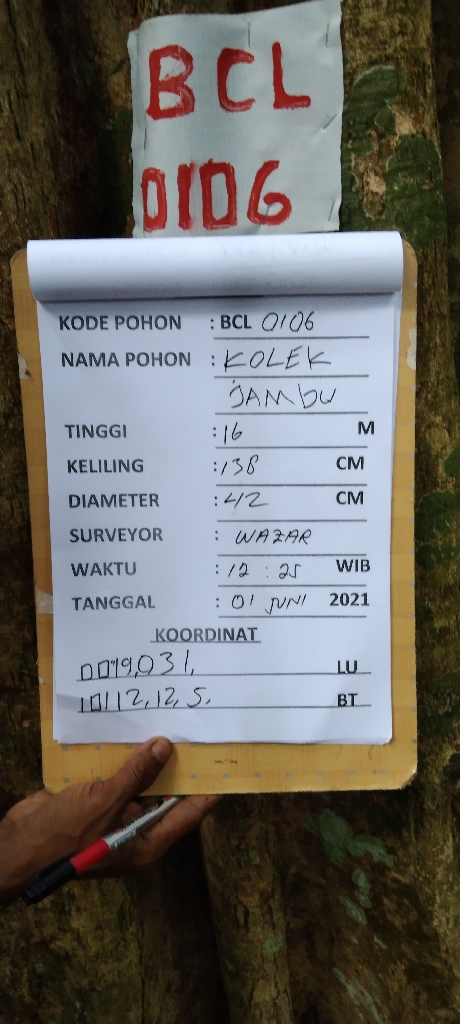 BCL
0106
KODE POHON : BCL 0106
NAMA POHON : KOLEK
JAMBU
TINGGI : 16 M
KELILING : 138 CM
DIAMETER : 42 CM
SURVEYOR : WAZAR
WAKTU : 12 : 25 WIB
TANGGAL : 01 JUNI 2021
KOORDINAT
0019,031, LU
10112,12,5, BT